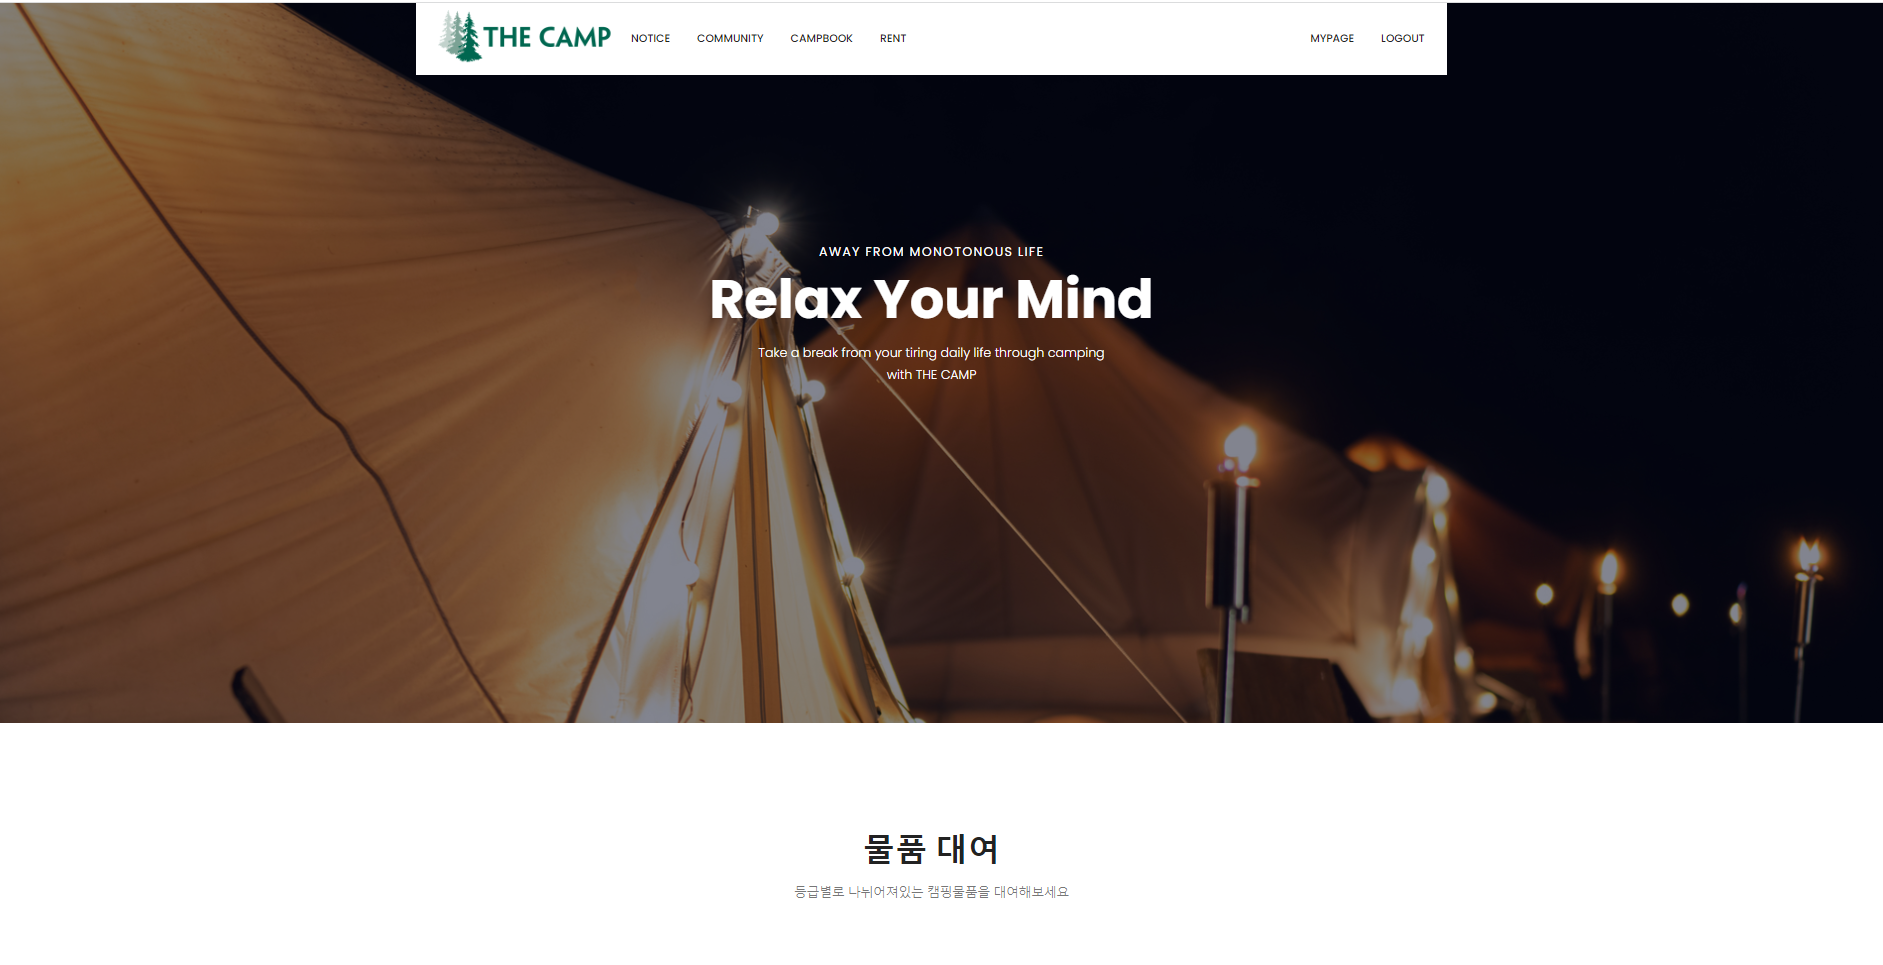 THE CAMP
NOTICE COMMUNITY CAMPBOOK RENT MYPAGE LOGOUT
AWAY FROM MONOTONOUS LIFE
Relax Your Mind
Take a break from your tiring daily life through camping
with THE CAMP
물품 대여
등급별로 나뉘어져있는 캠핑물품을 대여해보세요